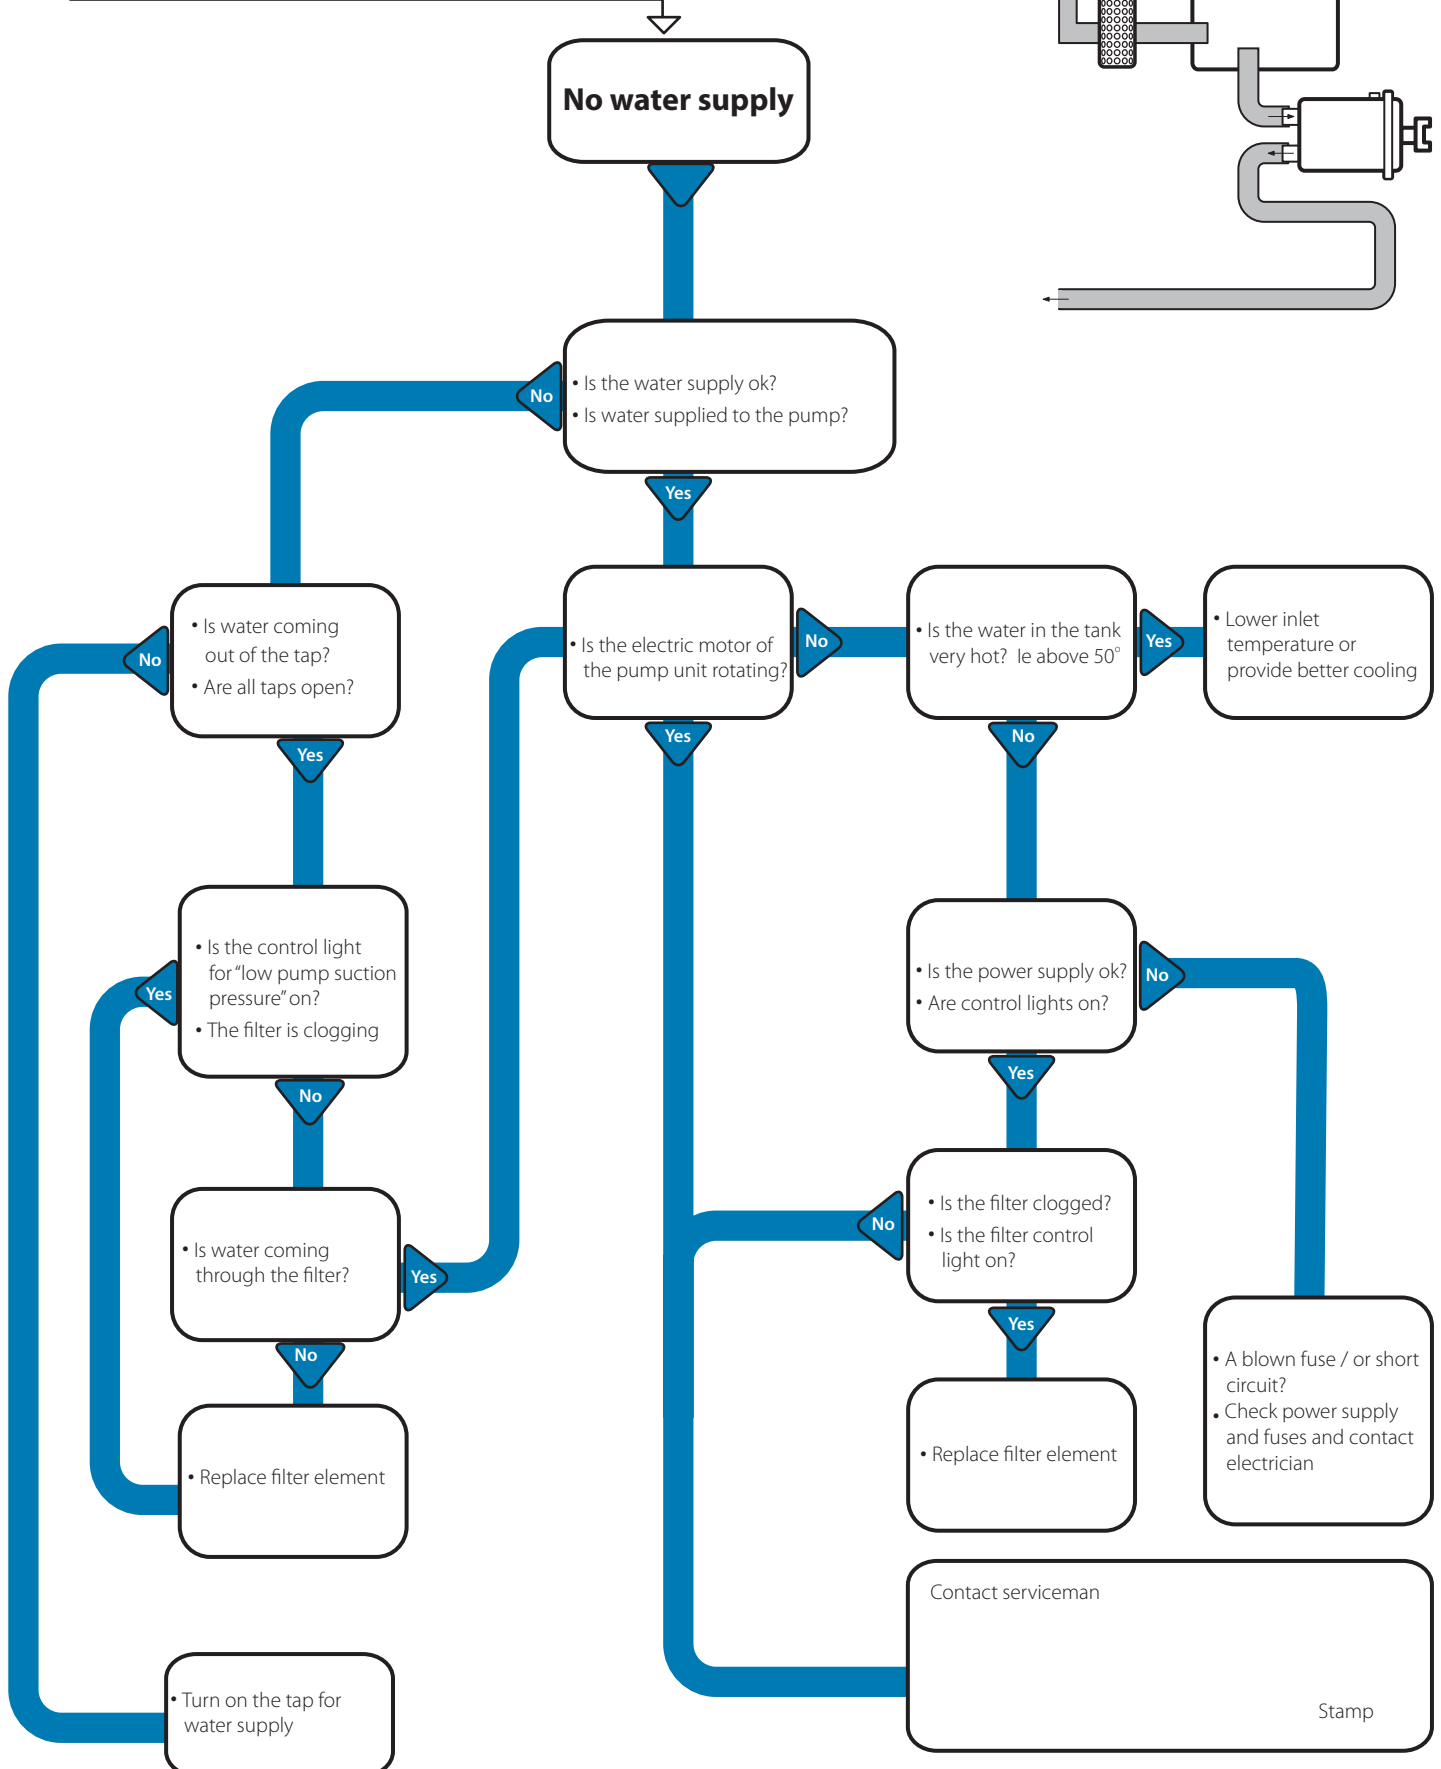 No water supply
• Is the water supply ok?
• Is water supplied to the pump?
No
Yes
• Is water coming
out of the tap?
• Are all taps open?
No
Yes
• Is the electric motor of
the pump unit rotating?
No
Yes
• Is the water in the tank
very hot? Ie above 50°
Yes
No
• Lower inlet
temperature or
provide better cooling
• Is the control light
for “low pump suction
pressure” on?
• The filter is clogging
Yes
No
• Is the power supply ok?
• Are control lights on?
No
Yes
• Is water coming
through the filter?
Yes
No
• Is the filter clogged?
• Is the filter control
light on?
No
Yes
• A blown fuse / or short
circuit?
• Check power supply
and fuses and contact
electrician
• Replace filter element
• Replace filter element
Contact serviceman
Stamp
• Turn on the tap for
water supply